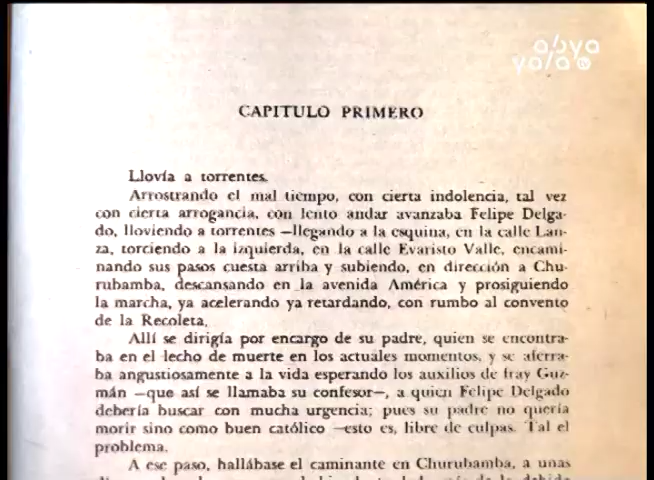 abya
yala
CAPITULO PRIMERO
Llovía a torrentes.
Arrostrando el mal tiempo, con cierta indolencia, tal vez
con cierta arrogancia, con lento andar avanzaba Felipe Delga-
do, lloviendo a torrentes —llegando a la esquina, en la calle Lan-
za, torciendo a la izquierda, en la calle Evaristo Valle, encami-
nando sus pasos cuesta arriba y subiendo, en dirección a Chu-
rubamba, descansando en la avenida América y prosiguiendo
la marcha, ya acelerando ya retardando, con rumbo al convento
de la Recoleta.
Allí se dirigía por encargo de su padre, quien se encontra-
ba en el lecho de muerte en los actuales momentos, y se aferra-
ba angustiosamente a la vida esperando los auxilios de fray Guz-
mán —que así se llamaba su confesor—, a quien Felipe Delgado
debería buscar con mucha urgencia; pues su padre no quería
morir sino como buen católico —esto es, libre de culpas. Tal el
problema.
A ese paso, hallábase el caminante en Churubamba, a unas